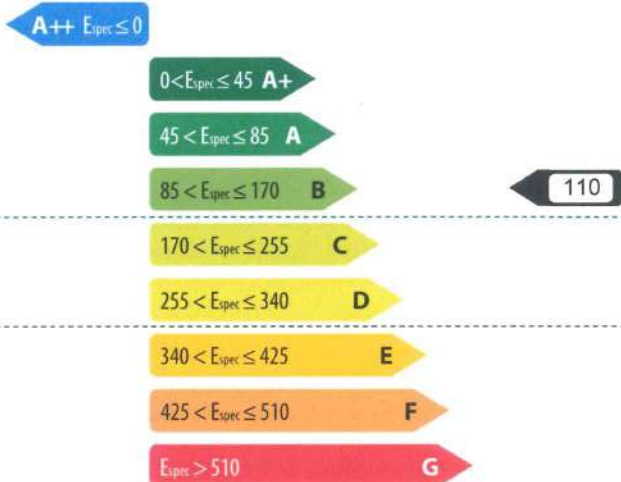 A++ Espec ≤ 0
0 < Espec ≤ 45 A+
45 < Espec ≤ 85 A
85 < Espec ≤ 170 B
110
170 < Espec ≤ 255 C
255 < Espec ≤ 340 D
340 < Espec ≤ 425 E
425 < Espec ≤ 510 F
Espec > 510 G